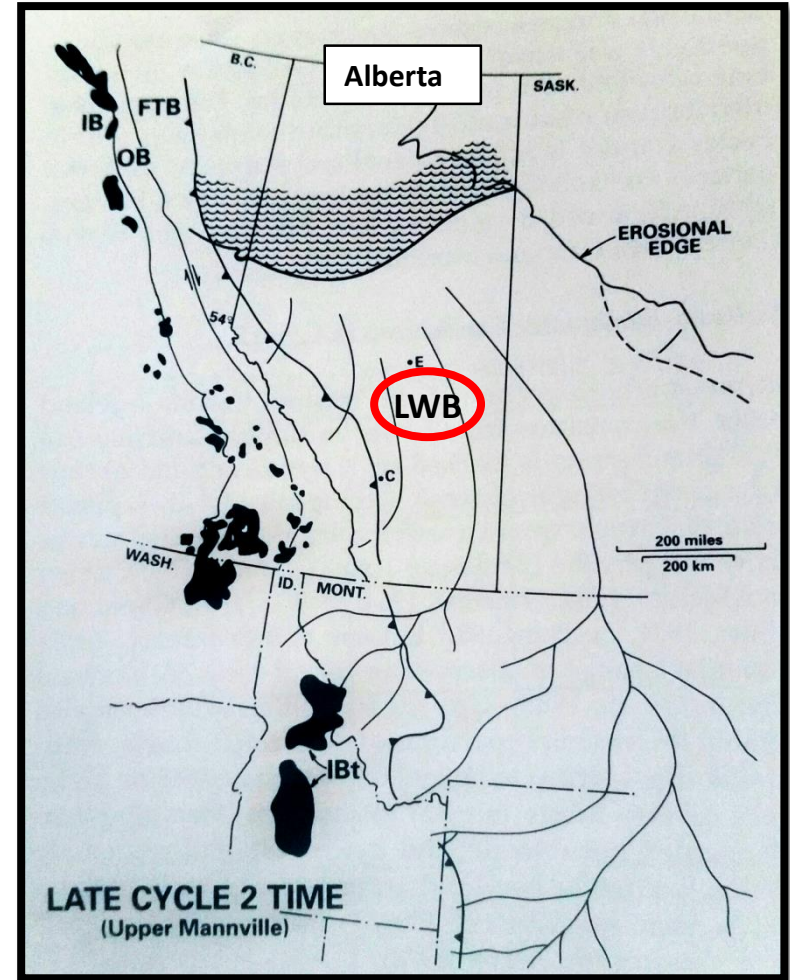 B.C.
Alberta
SASK.
IB
FTB
OB
EROSIONAL
EDGE
54°
•E
LWB
•C
200 miles
200 km
WASH.
ID.
MONT.
IBt
LATE CYCLE 2 TIME
(Upper Mannville)